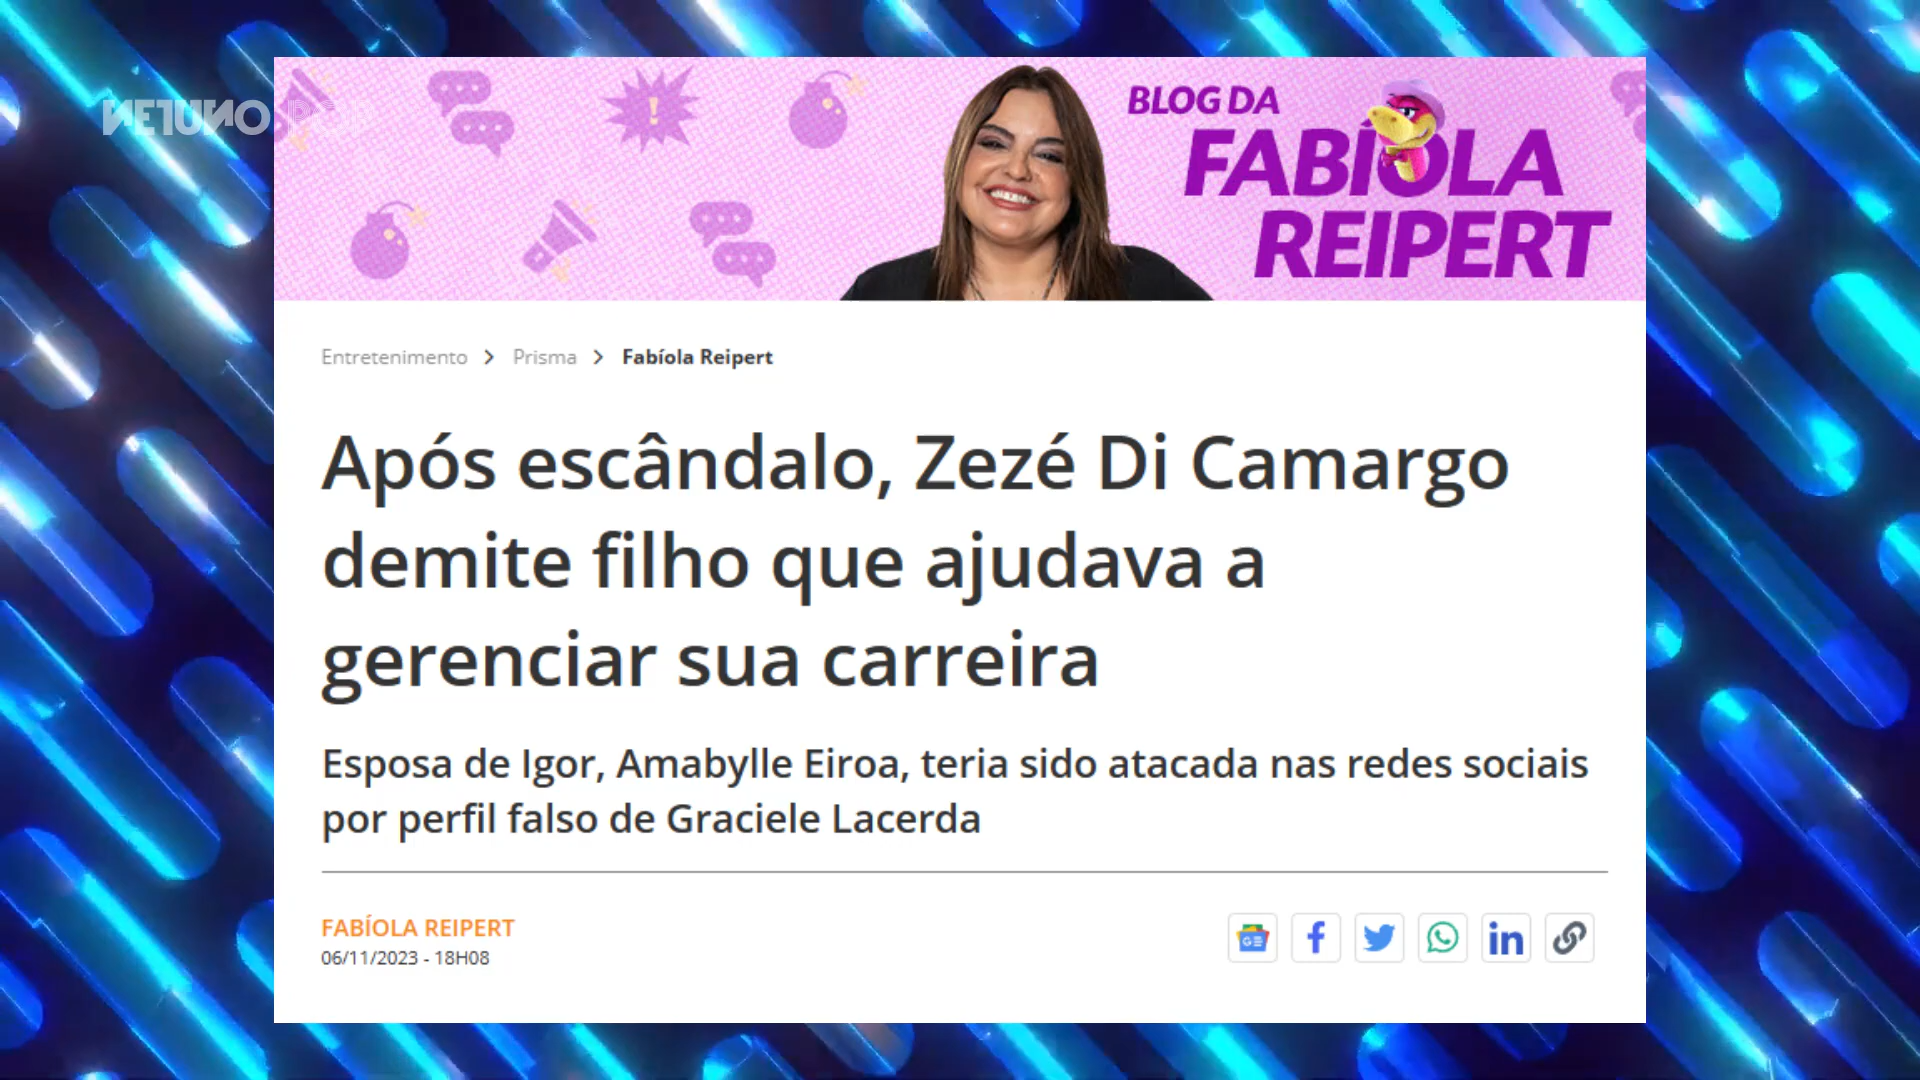 NETUNO POP
BLOG DA
FABÍOLA
REIPERT
Entretenimento > Prisma > Fabíola Reipert
Após escândalo, Zezé Di Camargo
demite filho que ajudava a
gerenciar sua carreira
Esposa de Igor, Amabylle Eiroa, teria sido atacada nas redes sociais
por perfil falso de Graciele Lacerda
FABÍOLA REIPERT
06/11/2023 - 18H08